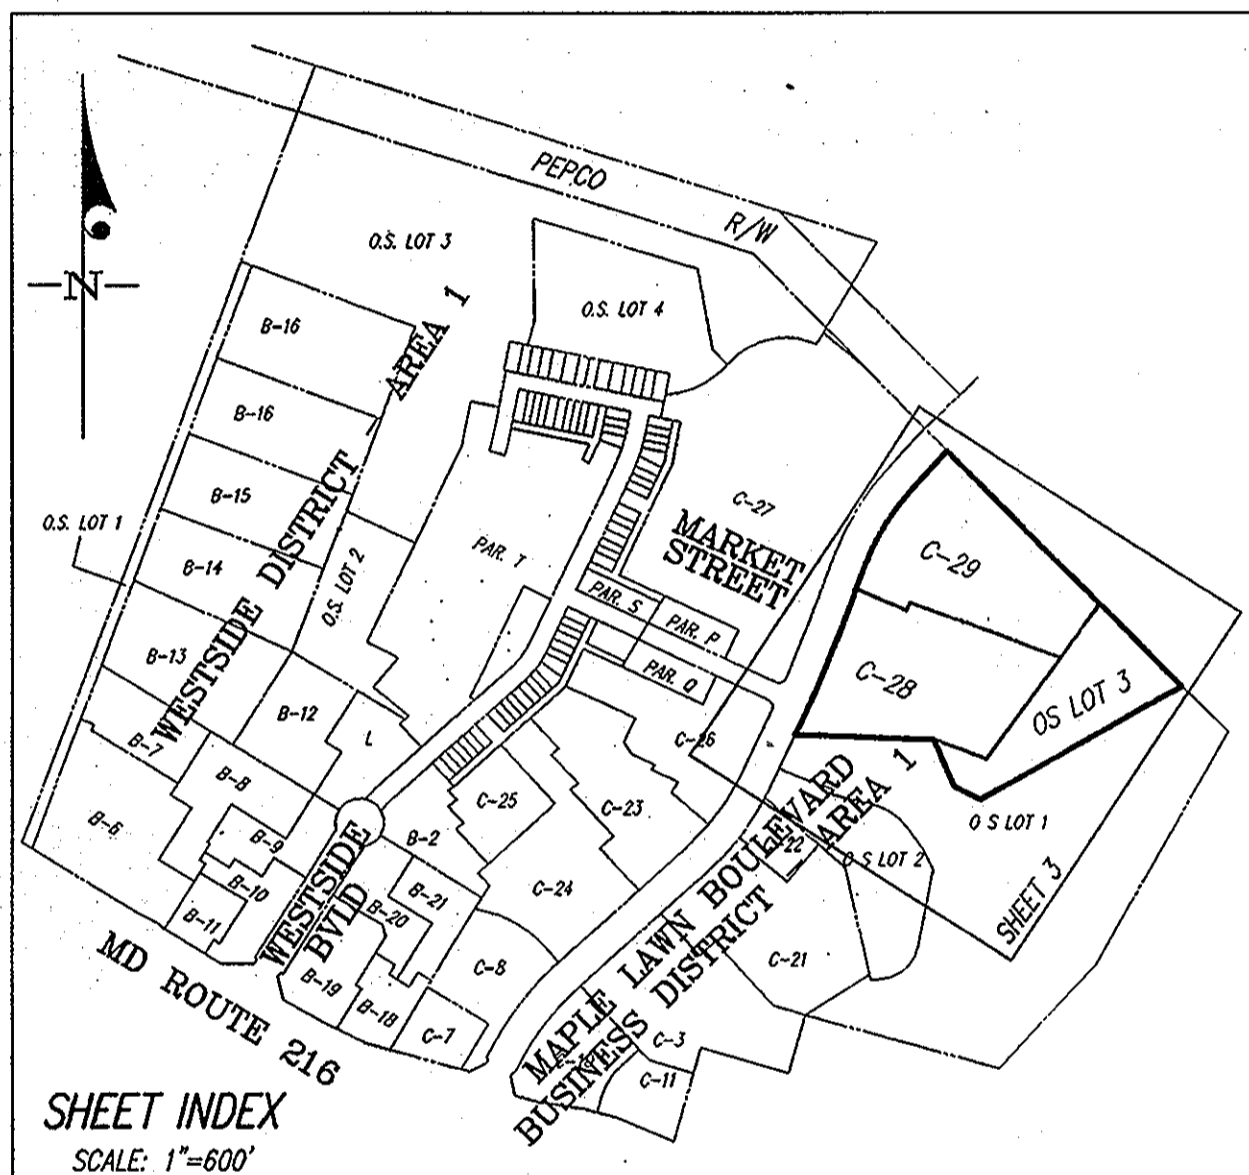 PEPCO
R/W
O.S. LOT 3
N
O.S. LOT 4
B-16
AREA 1
B-16
B-15
C-27
O.S. LOT 1
MARKET
STREET
PAR. T
C-29
B-14
WESTSIDE DISTRICT -
O.S. LOT 2
PAR. S
PAR. P
B-13
PAR. Q
C-28
OS LOT 3
B-12
L
B-7
C-26
B-8
C-25
C-23
B-6
B-2
B-9
O S LOT 1
22
O S LOT 2
C-24
B-10
B-21
B-20
B-11
WESTSIDE
BVLD
SHEET 3
MD ROUTE 216
B-19
C-8
C-21
MAPLE LAWN BOULEVARD
BUSINESS DISTRICT AREA 1
B-18
C-7
C-3
C-11
SHEET INDEX
SCALE: 1"=600'